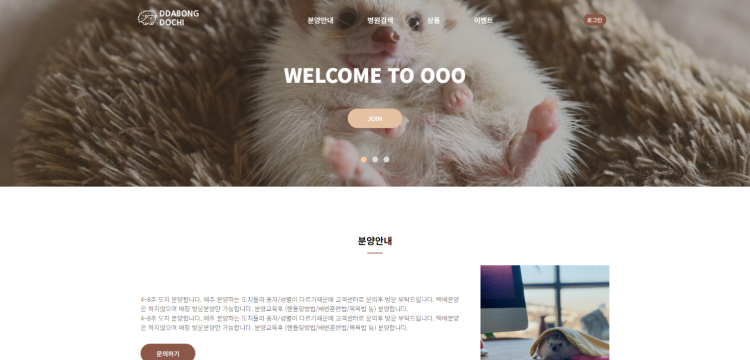 DDABONG
DOCHI
분양안내 병원검색 상품 이벤트
로그인
WELCOME TO OOO
JOIN
분양안내
4~8주 도치 분양합니다. 매주 분양하는 도치들의 종자/성별이 다르기때문에 고객센터로 문의후 방문 부탁드립니다. 택배분양
은 하지않으며 매장 방문분양만 가능합니다. 분양교육후 (핸들링방법/배변훈련법/목욕법 등) 분양합니다.
4~8주 도치 분양합니다. 매주 분양하는 도치들의 종자/성별이 다르기때문에 고객센터로 문의후 방문 부탁드립니다. 택배분양
은 하지않으며 매장 방문분양만 가능합니다. 분양교육후 (핸들링방법/배변훈련법/목욕법 등) 분양합니다.
문의하기